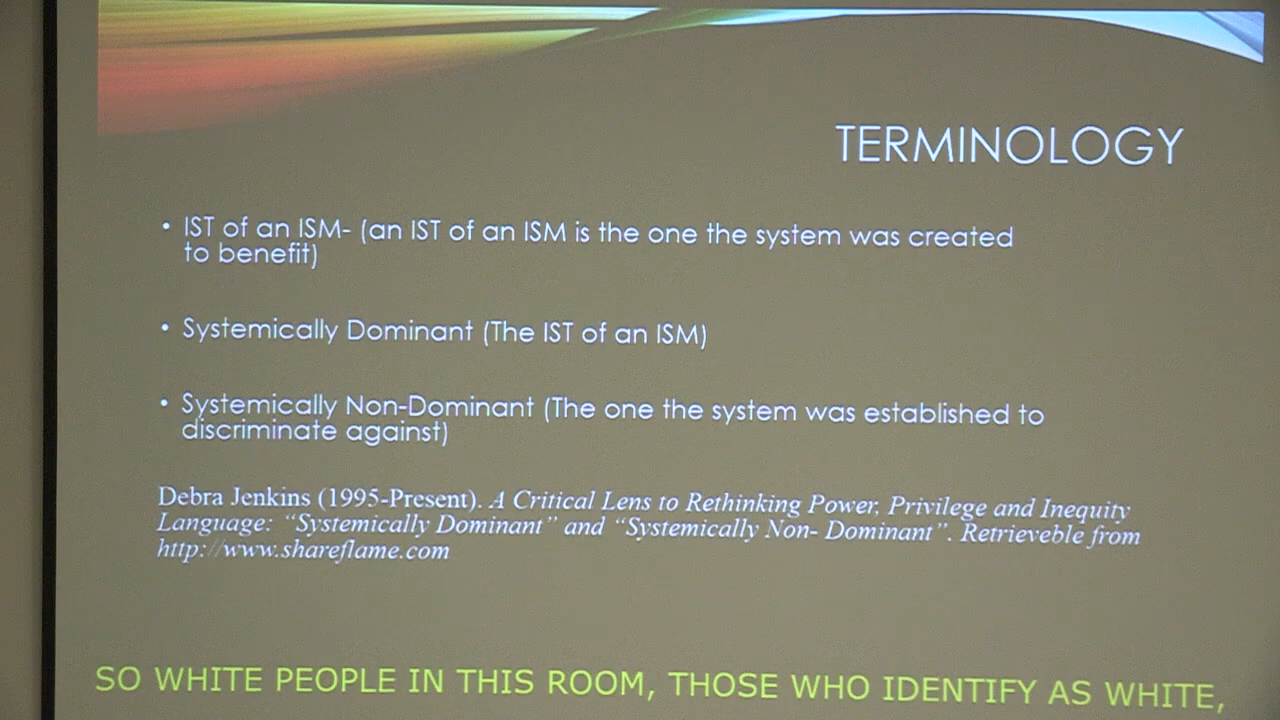 TERMINOLOGY
• IST of an ISM- (an IST of an ISM is the one the system was created
to benefit)
• Systemically Dominant (The IST of an ISM)
• Systemically Non-Dominant (The one the system was established to
discriminate against)
Debra Jenkins (1995-Present). A Critical Lens to Rethinking Power, Privilege and Inequity
Language: “Systemically Dominant” and “Systemically Non- Dominant”. Retrieveble from
http://www.shareflame.com
SO WHITE PEOPLE IN THIS ROOM, THOSE WHO IDENTIFY AS WHITE,